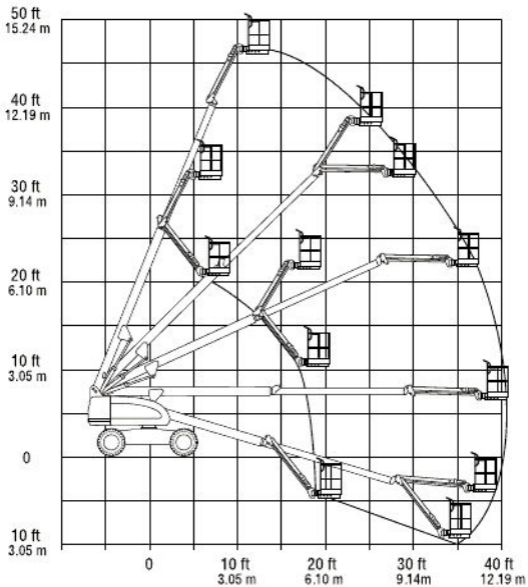 50 ft
15.24 m
40 ft
12.19 m
30 ft
9.14 m
20 ft
6.10 m
10 ft
3.05 m
0
10 ft
3.05 m
0 10 ft 20 ft 30 ft 40 ft
3.05 m 6.10 m 9.14m 12.19 m